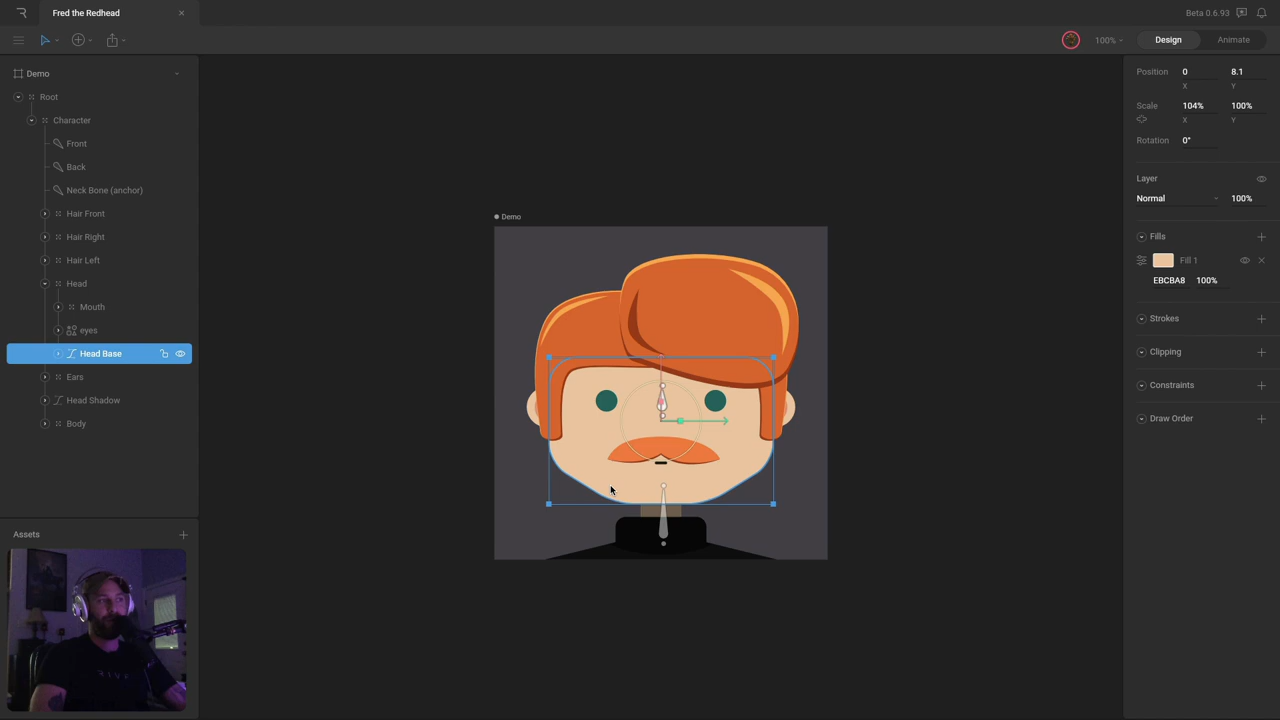 Fred the Redhead
Beta 0.6.93
100%
Design
Animate
Demo
Root
Character
Front
Back
Neck Bone (anchor)
Hair Front
Hair Right
Hair Left
Head
Mouth
eyes
Head Base
Ears
Head Shadow
Body
Assets
RIVE
Demo
Position
0
8.1
X
Y
Scale
104%
100%
X
Y
Rotation
0°
Layer
Normal
100%
Fills
Fill 1
EBCBA8
100%
Strokes
Clipping
Constraints
Draw Order